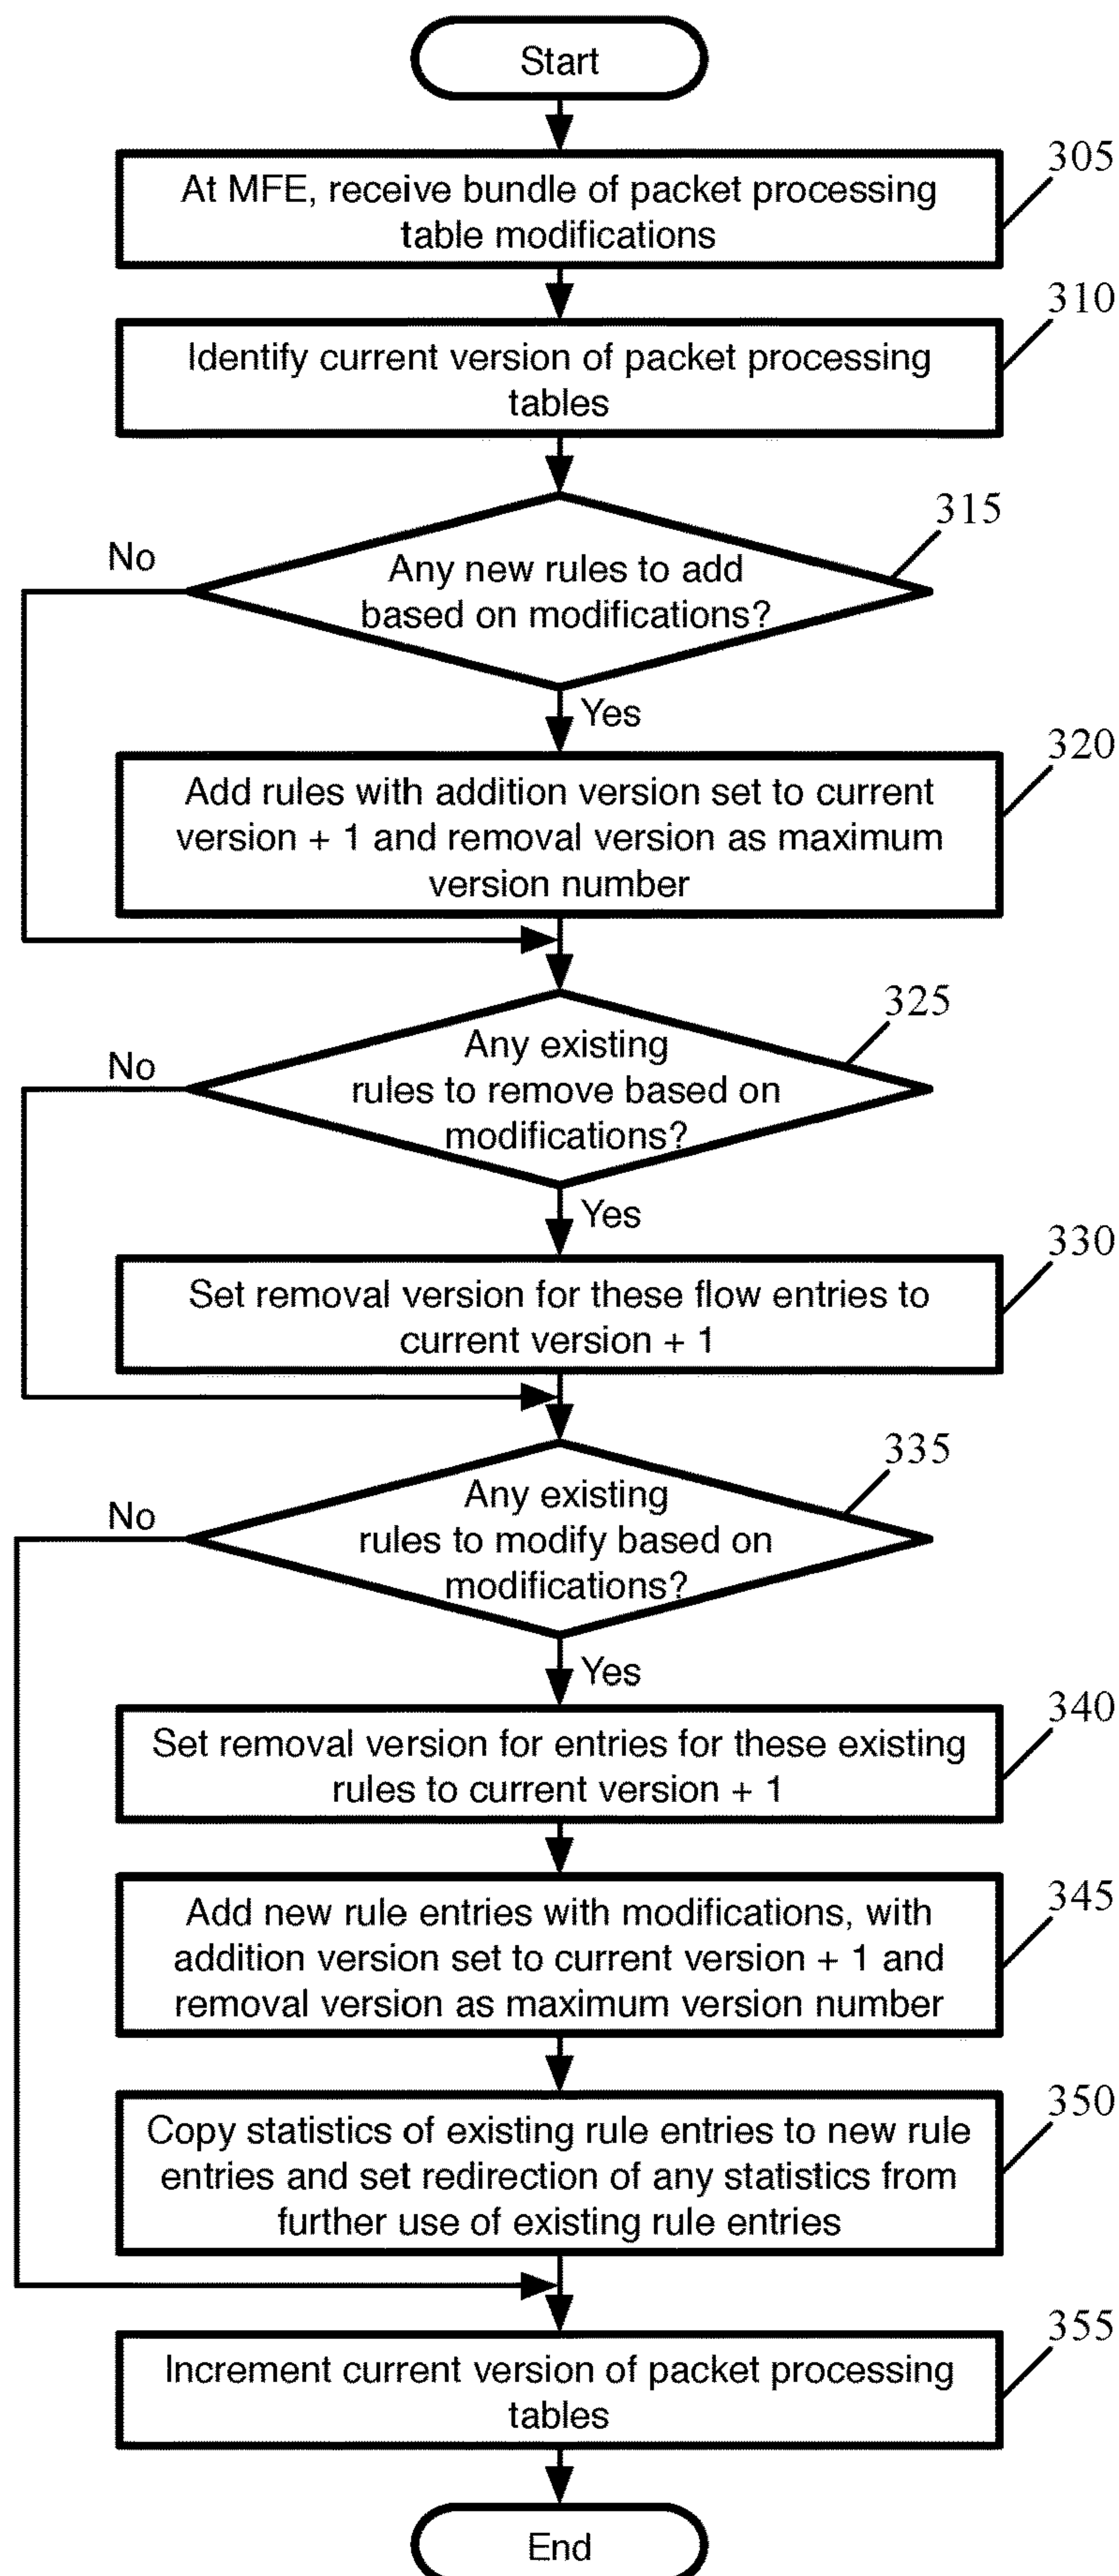 Start
305
At MFE, receive bundle of packet processing
table modifications
310
Identify current version of packet processing
tables
315
No
Any new rules to add
based on modifications?
Yes
320
Add rules with addition version set to current
version + 1 and removal version as maximum
version number
325
No
Any existing
rules to remove based on
modifications?
Yes
330
Set removal version for these flow entries to
current version + 1
335
No
Any existing
rules to modify based on
modifications?
Yes
340
Set removal version for entries for these existing
rules to current version + 1
345
Add new rule entries with modifications, with
addition version set to current version + 1 and
removal version as maximum version number
350
Copy statistics of existing rule entries to new rule
entries and set redirection of any statistics from
further use of existing rule entries
355
Increment current version of packet processing
tables
End